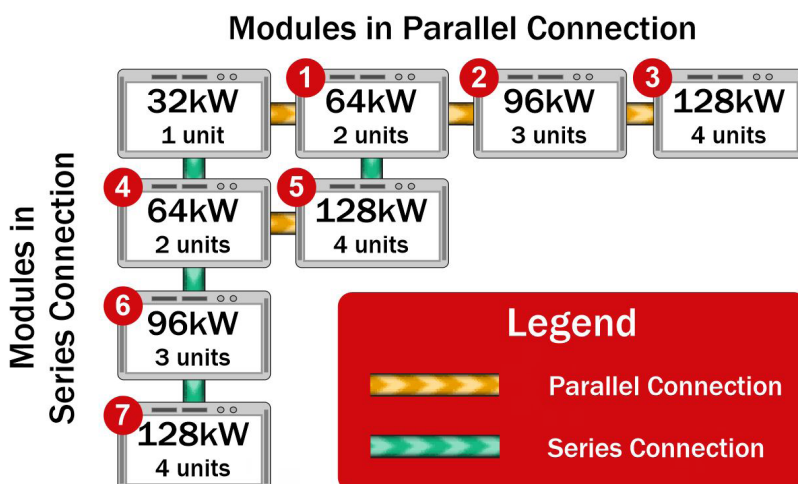 Modules in Parallel Connection
1
2
3
32kW
1 unit
64kW
2 units
96kW
3 units
128kW
4 units
Modules in
Series Connection
4
5
64kW
2 units
128kW
4 units
6
96kW
3 units
7
128kW
4 units
Legend
Parallel Connection
Series Connection